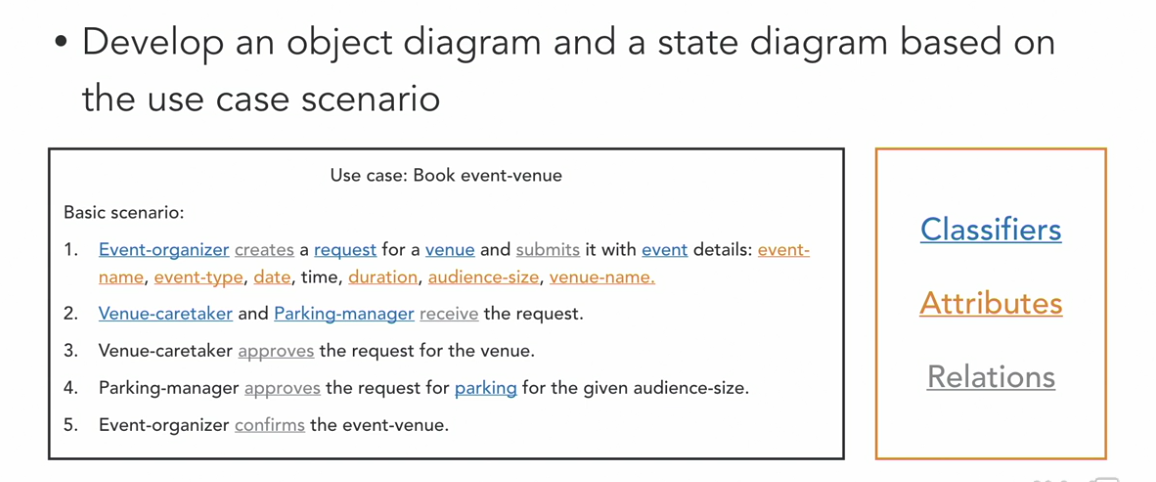 • Develop an object diagram and a state diagram based on
the use case scenario
Use case: Book event-venue
Basic scenario:
1. Event-organizer creates a request for a venue and submits it with event details: event-
name, event-type, date, time, duration, audience-size, venue-name.
2. Venue-caretaker and Parking-manager receive the request.
3. Venue-caretaker approves the request for the venue.
4. Parking-manager approves the request for parking for the given audience-size.
5. Event-organizer confirms the event-venue.
Classifiers
Attributes
Relations